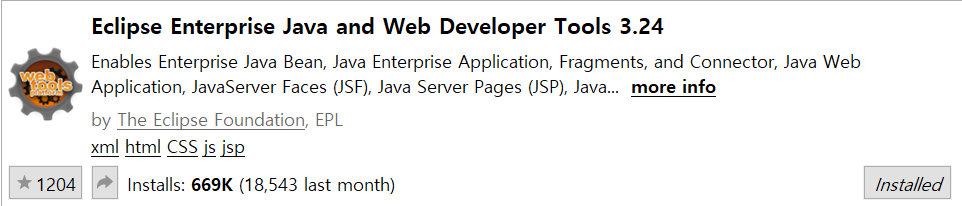 Eclipse Enterprise Java and Web Developer Tools 3.24
Enables Enterprise Java Bean, Java Enterprise Application, Fragments, and Connector, Java Web
Application, JavaServer Faces (JSF), Java Server Pages (JSP), Java... more info
web
tools
platform
by The Eclipse Foundation, EPL
xml html CSS js jsp
1204 Installs: 669K (18,543 last month) Installed